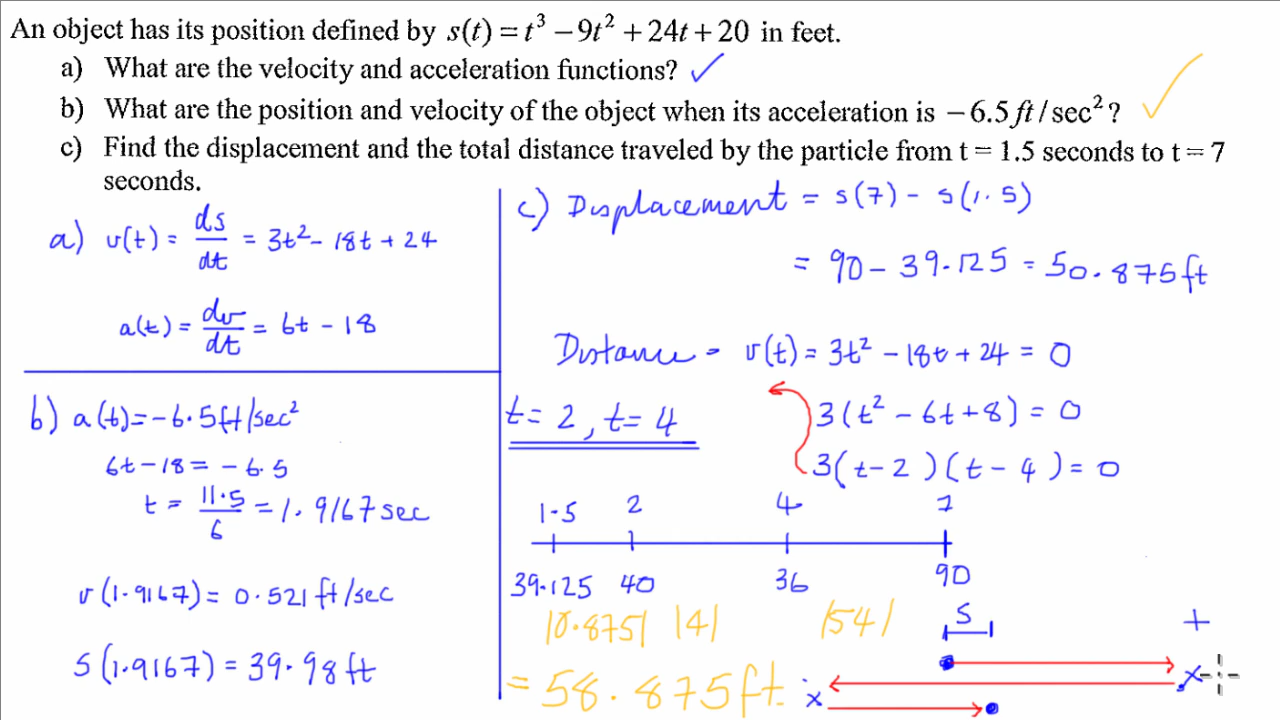 An object has its position defined by s(t) = t³ − 9t² + 24t + 20 in feet.
a) What are the velocity and acceleration functions? ✓
b) What are the position and velocity of the object when its acceleration is −6.5 ft / sec² ? ✓
c) Find the displacement and the total distance traveled by the particle from t = 1.5 seconds to t = 7
seconds.
a) v(t) = ds/dt = 3t² − 18t + 24
a(t) = dv/dt = 6t − 18
b) a(t) = −6.5 ft/sec²
6t − 18 = −6.5
t = 11.5/6 = 1.9167 sec
v(1.9167) = 0.521 ft/sec
s(1.9167) = 39.98 ft
c) Displacement = s(7) − s(1.5)
= 90 − 39.125 = 50.875 ft
Distance - v(t) = 3t² − 18t + 24 = 0
3(t² − 6t + 8) = 0
3(t − 2)(t − 4) = 0
t = 2, t = 4
1.5 2 4 7
39.125 40 36 90
|0.875| |4| |54|
= 58.875 ft.
S
+
x
x